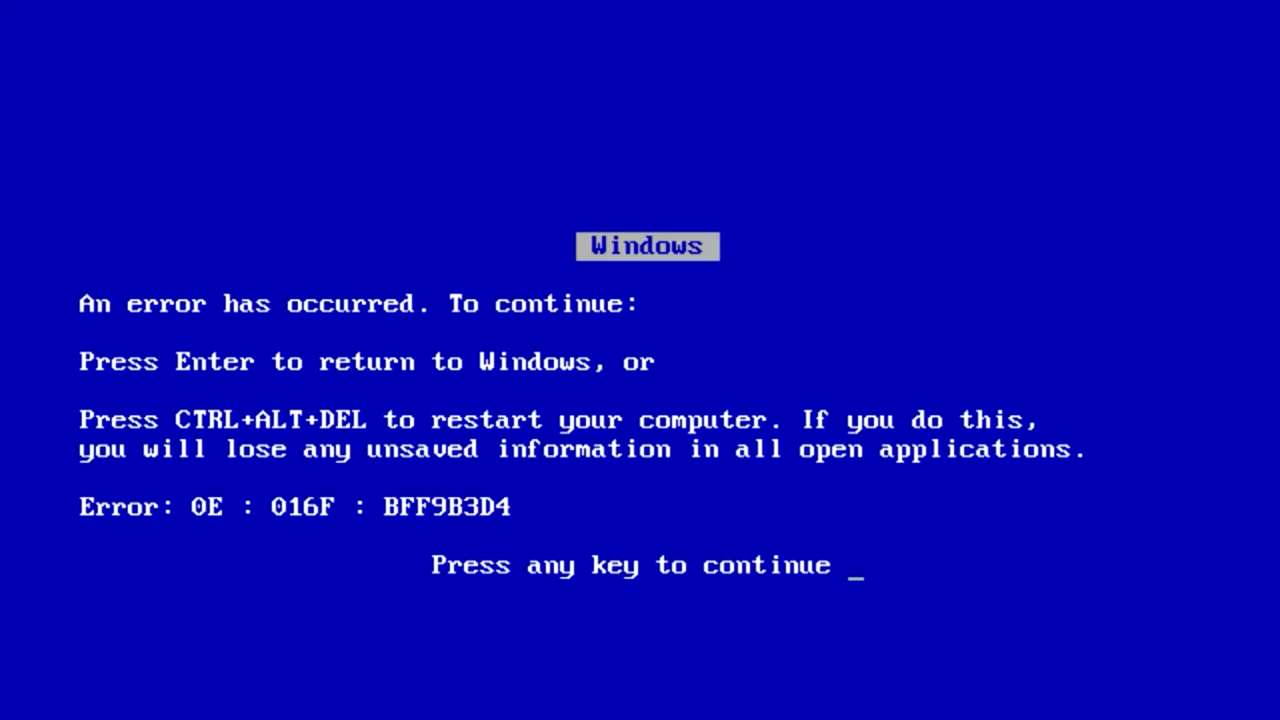 Windows
An error has occurred. To continue:
Press Enter to return to Windows, or
Press CTRL+ALT+DEL to restart your computer. If you do this,
you will lose any unsaved information in all open applications.
Error: 0E : 016F : BFF9B3D4
Press any key to continue _